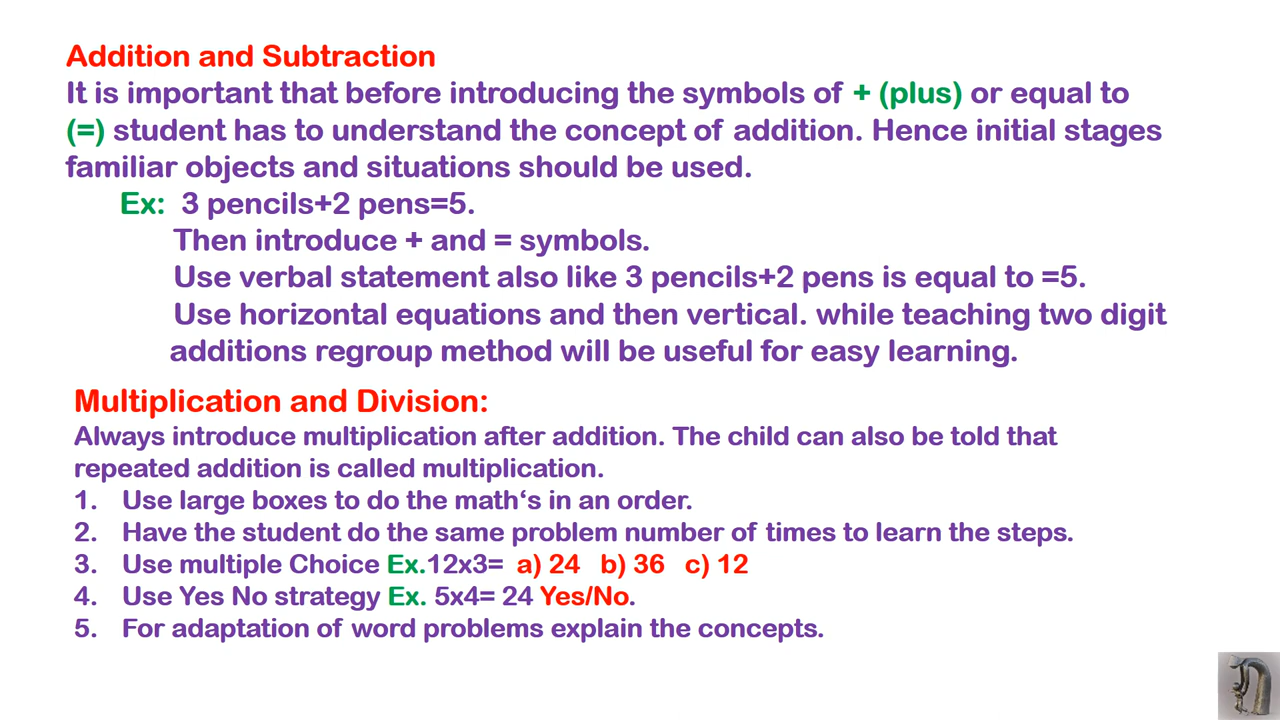 Addition and Subtraction
It is important that before introducing the symbols of + (plus) or equal to
(=) student has to understand the concept of addition. Hence initial stages
familiar objects and situations should be used.
Ex: 3 pencils+2 pens=5.
Then introduce + and = symbols.
Use verbal statement also like 3 pencils+2 pens is equal to =5.
Use horizontal equations and then vertical. while teaching two digit
additions regroup method will be useful for easy learning.
Multiplication and Division:
Always introduce multiplication after addition. The child can also be told that
repeated addition is called multiplication.
1. Use large boxes to do the math‘s in an order.
2. Have the student do the same problem number of times to learn the steps.
3. Use multiple Choice Ex.12x3= a) 24 b) 36 c) 12
4. Use Yes No strategy Ex. 5x4= 24 Yes/No.
5. For adaptation of word problems explain the concepts.